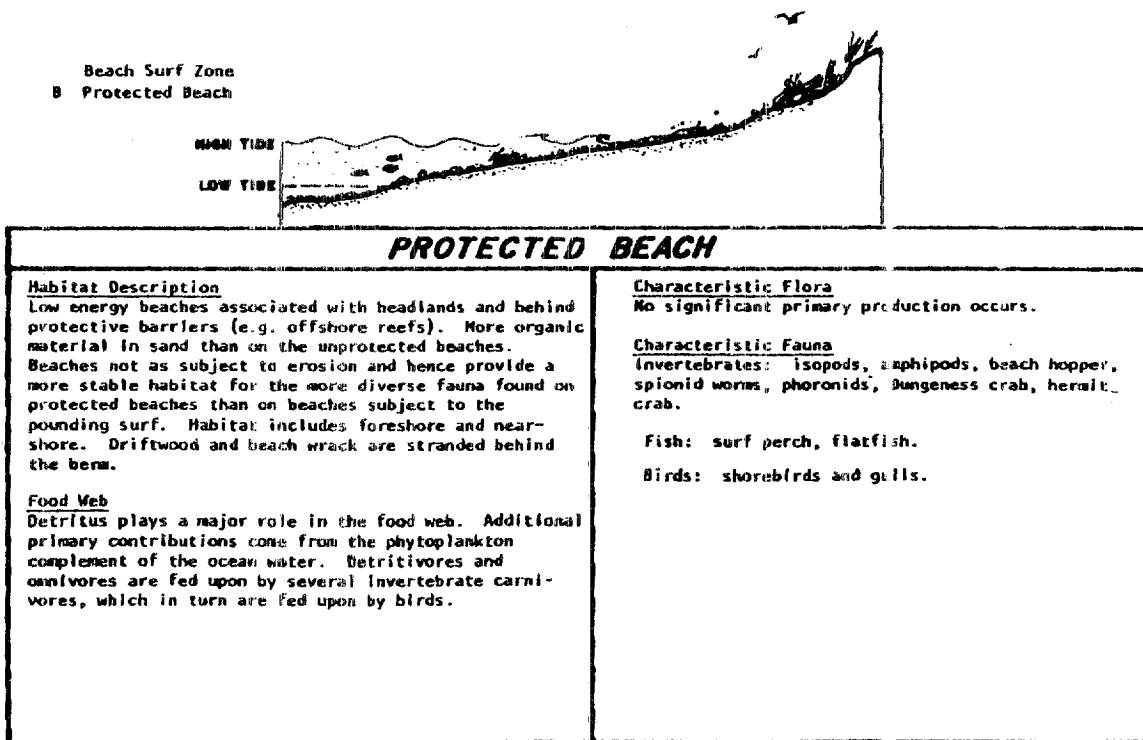 Beach Surf Zone
B Protected Beach
HIGH TIDE
LOW TIDE
PROTECTED BEACH
Habitat Description
Low energy beaches associated with headlands and behind
protective barriers (e.g. offshore reefs). More organic
material in sand than on the unprotected beaches.
Beaches not as subject to erosion and hence provide a
more stable habitat for the more diverse fauna found on
protected beaches than on beaches subject to the
pounding surf. Habitat includes foreshore and near-
shore. Driftwood and beach wrack are stranded behind
the berm.
Food Web
Detritus plays a major role in the food web. Additional
primary contributions come from the phytoplankton
complement of the ocean water. Detritivores and
omnivores are fed upon by several invertebrate carni-
vores, which in turn are fed upon by birds.
Characteristic Flora
No significant primary production occurs.
Characteristic Fauna
Invertebrates: isopods, amphipods, beach hopper,
spionid worms, phoronids, Dungeness crab, hermit
crab.
Fish: surf perch, flatfish.
Birds: shorebirds and gulls.